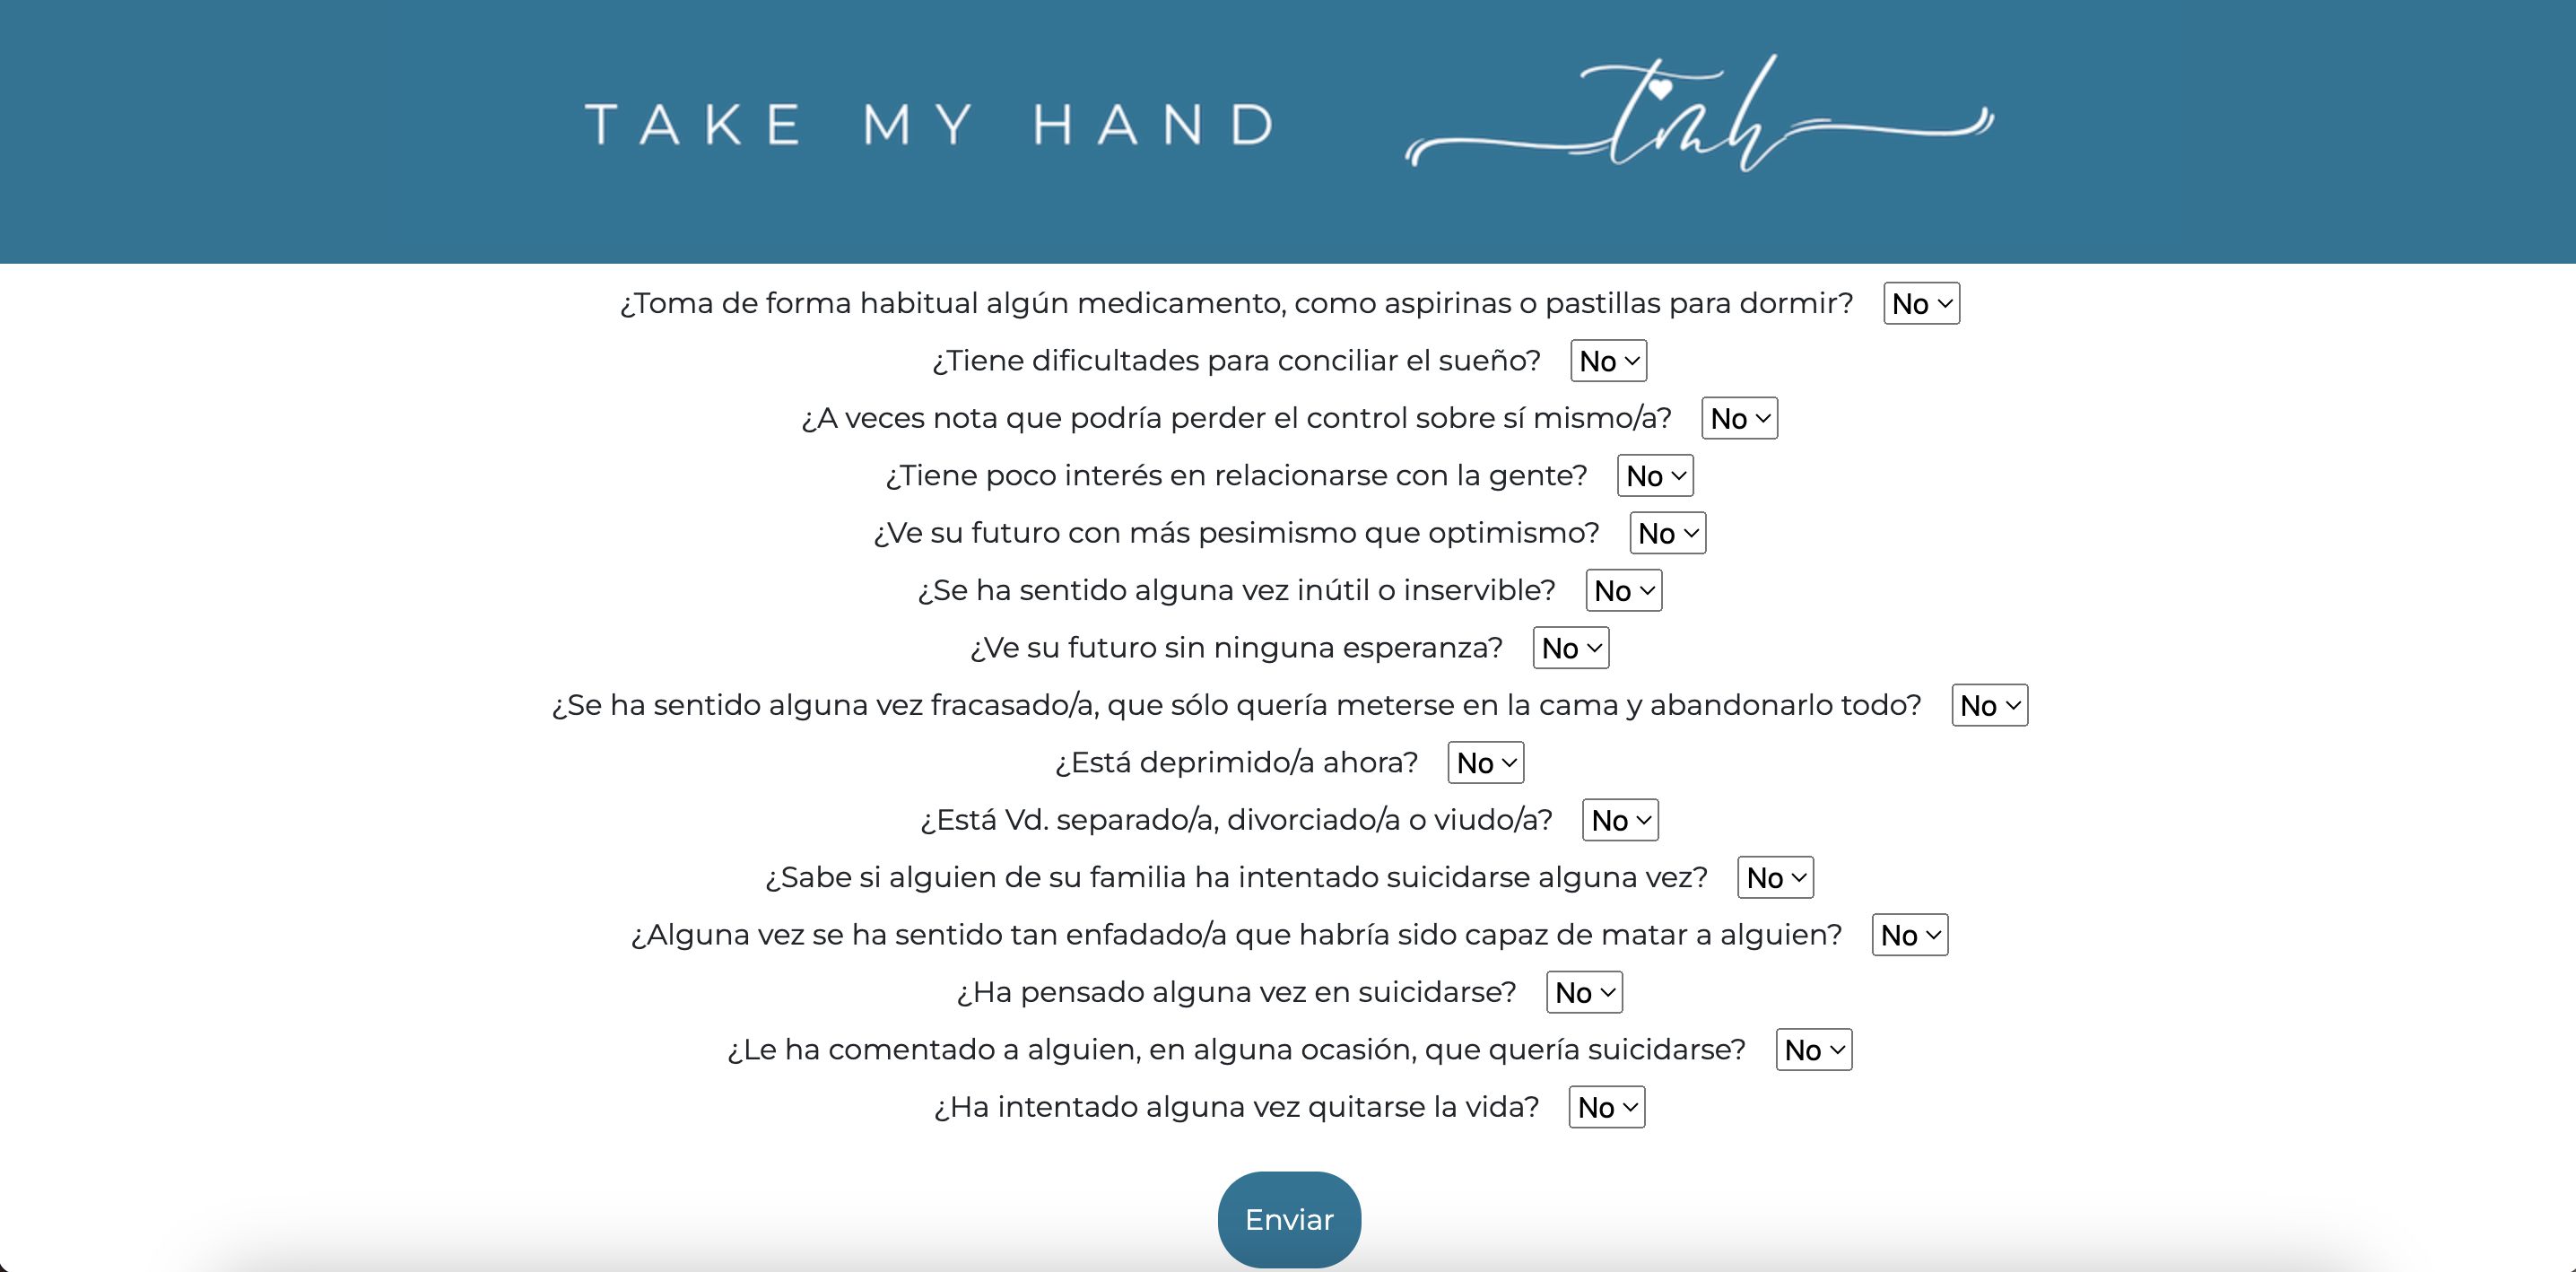 TAKE MY HAND tmh
¿Toma de forma habitual algún medicamento, como aspirinas o pastillas para dormir? No
¿Tiene dificultades para conciliar el sueño? No
¿A veces nota que podría perder el control sobre sí mismo/a? No
¿Tiene poco interés en relacionarse con la gente? No
¿Ve su futuro con más pesimismo que optimismo? No
¿Se ha sentido alguna vez inútil o inservible? No
¿Ve su futuro sin ninguna esperanza? No
¿Se ha sentido alguna vez fracasado/a, que sólo quería meterse en la cama y abandonarlo todo? No
¿Está deprimido/a ahora? No
¿Está Vd. separado/a, divorciado/a o viudo/a? No
¿Sabe si alguien de su familia ha intentado suicidarse alguna vez? No
¿Alguna vez se ha sentido tan enfadado/a que habría sido capaz de matar a alguien? No
¿Ha pensado alguna vez en suicidarse? No
¿Le ha comentado a alguien, en alguna ocasión, que quería suicidarse? No
¿Ha intentado alguna vez quitarse la vida? No
Enviar